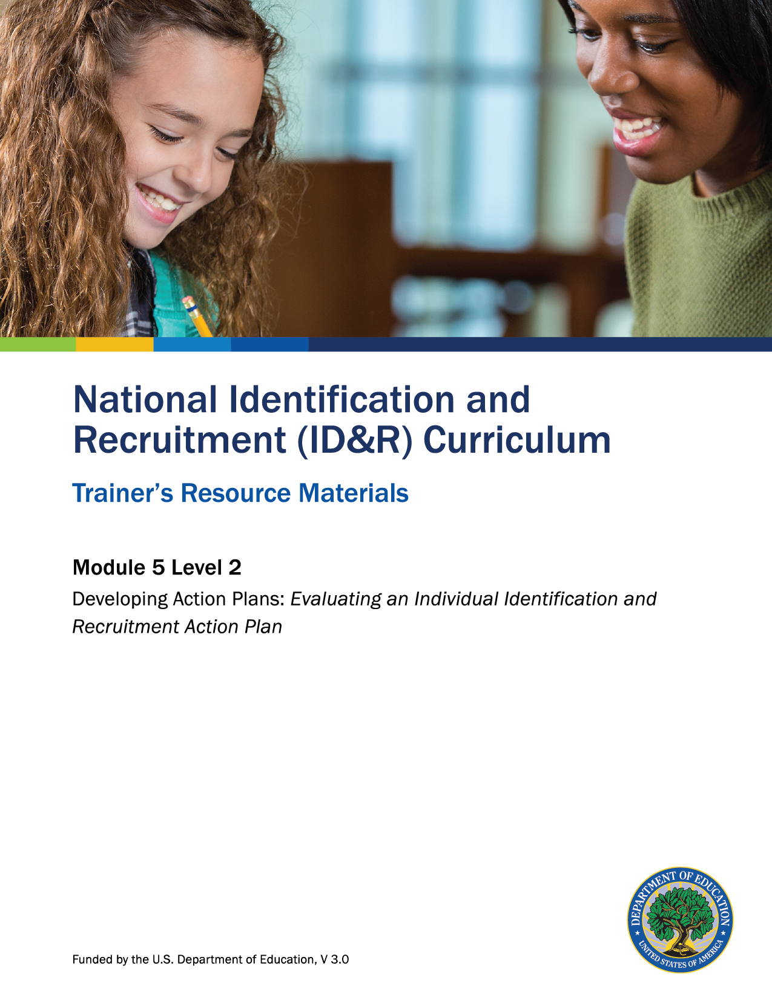 National Identification and
Recruitment (ID&R) Curriculum
Trainer’s Resource Materials
Module 5 Level 2
Developing Action Plans: Evaluating an Individual Identification and
Recruitment Action Plan
DEPARTMENT OF EDUCATION
UNITED STATES OF AMERICA
Funded by the U.S. Department of Education, V 3.0